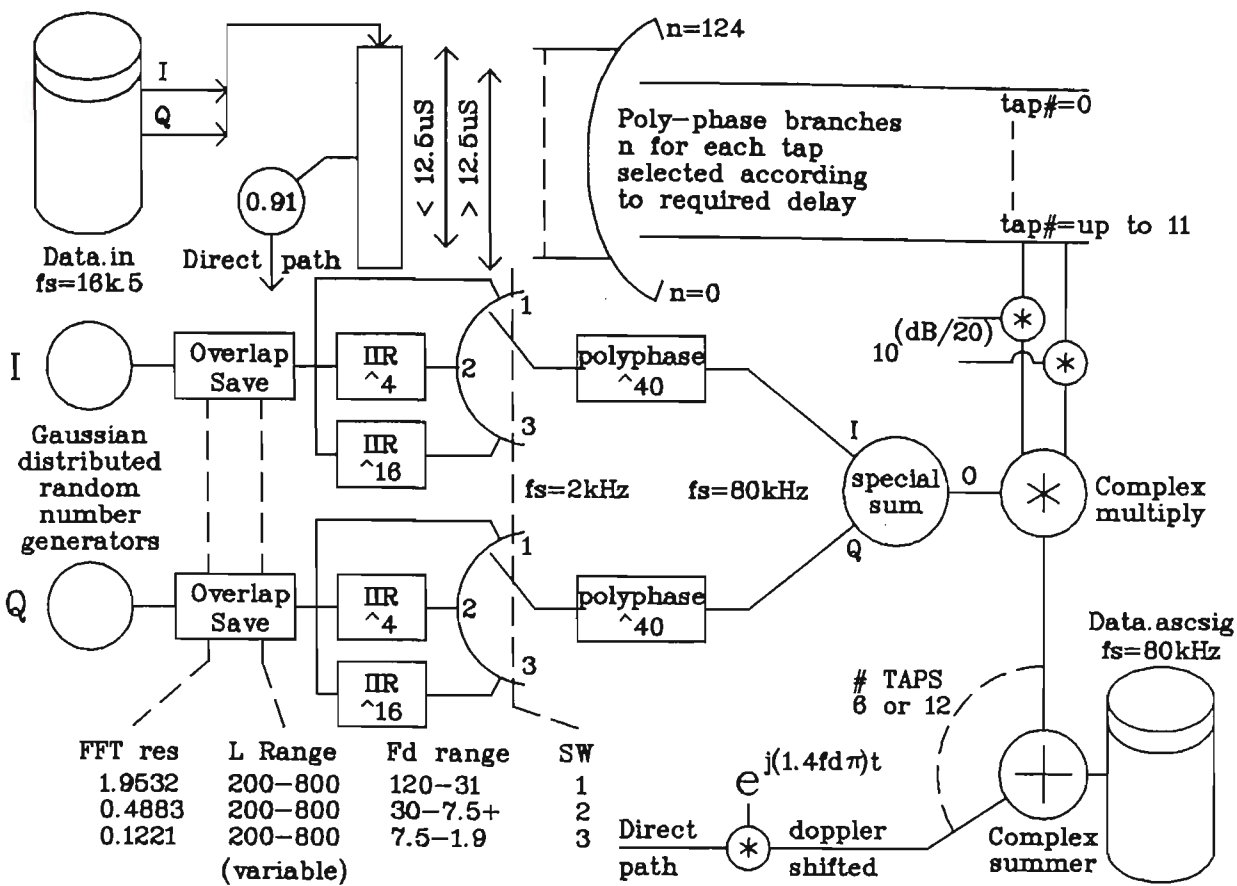 I
Q
Data.in
fs=16k.5
0.91
Direct path
< 12.5uS
> 12.5uS
n=124
Poly-phase branches
n for each tap
selected according
to required delay
n=0
tap#=0
tap#=up to 11
10^(dB/20)
*
*
I
Gaussian
distributed
random
number
generators
Q
Overlap
Save
IIR
^4
IIR
^16
1
2
3
polyphase
^40
fs=2kHz
fs=80kHz
Overlap
Save
IIR
^4
IIR
^16
1
2
3
polyphase
^40
I
special
sum
Q
0
*
Complex
multiply
# TAPS
6 or 12
Data.ascsig
fs=80kHz
+
Complex
summer
e^j(1.4fdπ)t
Direct
path
*
doppler
shifted
FFT res L Range Fd range SW
1.9532 200-800 120-31 1
0.4883 200-800 30-7.5+ 2
0.1221 200-800 7.5-1.9 3
(variable)